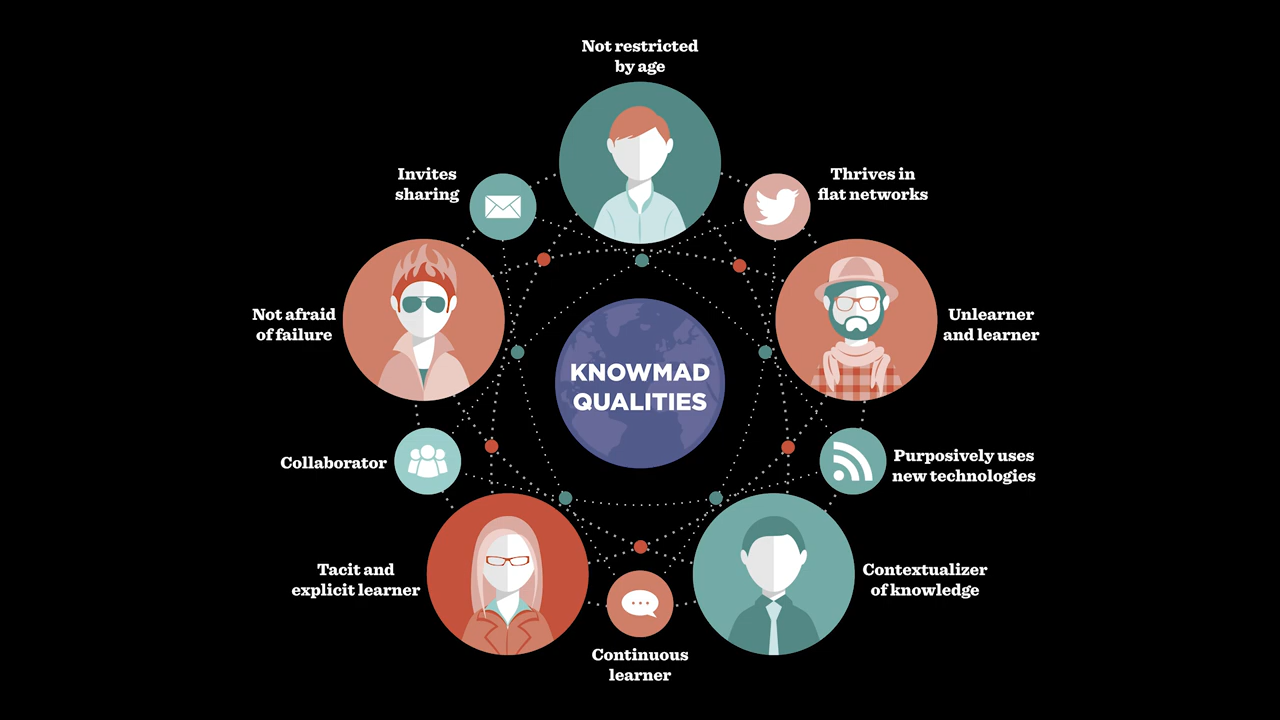 Not restricted
by age
Invites
sharing
Thrives in
flat networks
Not afraid
of failure
Unlearner
and learner
KNOWMAD
QUALITIES
Collaborator
Purposively uses
new technologies
Tacit and
explicit learner
Contextualizer
of knowledge
Continuous
learner